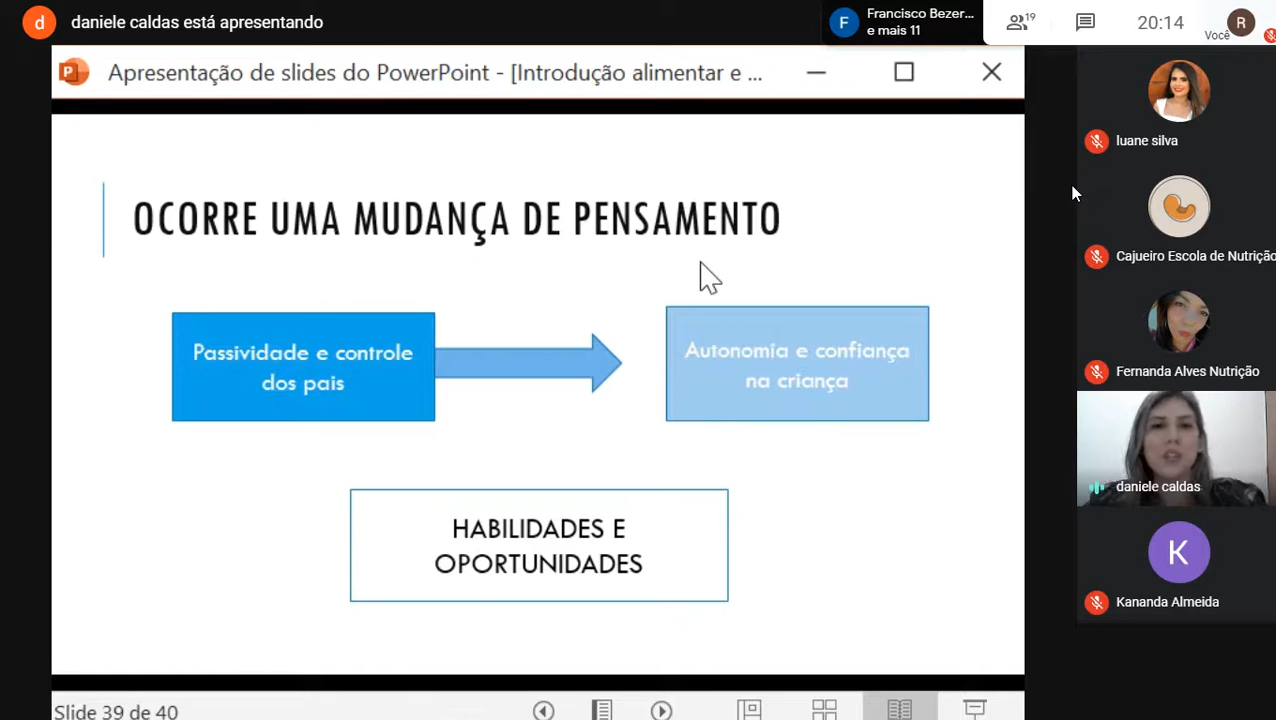 d daniele caldas está apresentando
F Francisco Bezer...
e mais 11
19
20:14
Você
R
P Apresentação de slides do PowerPoint - [Introdução alimentar e ...
OCORRE UMA MUDANÇA DE PENSAMENTO
Passividade e controle
dos pais
Autonomia e confiança
na criança
HABILIDADES E
OPORTUNIDADES
Slide 39 de 40
luane silva
Cajueiro Escola de Nutrição
Fernanda Alves Nutrição
daniele caldas
K
Kananda Almeida